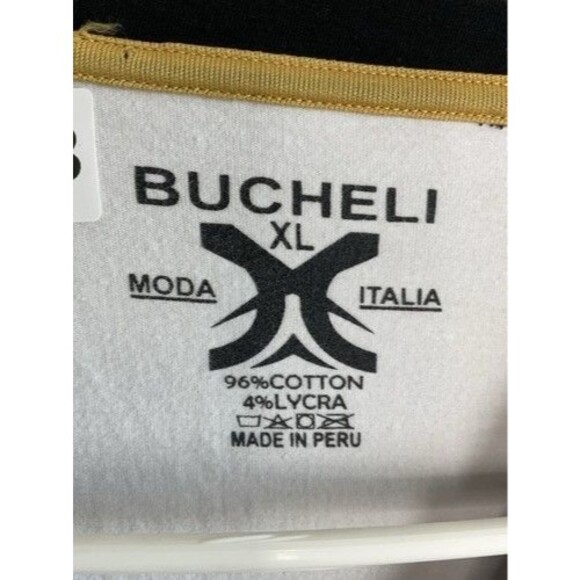 BUCHELI
XL
MODA ITALIA
96%COTTON
4%LYCRA
MADE IN PERU